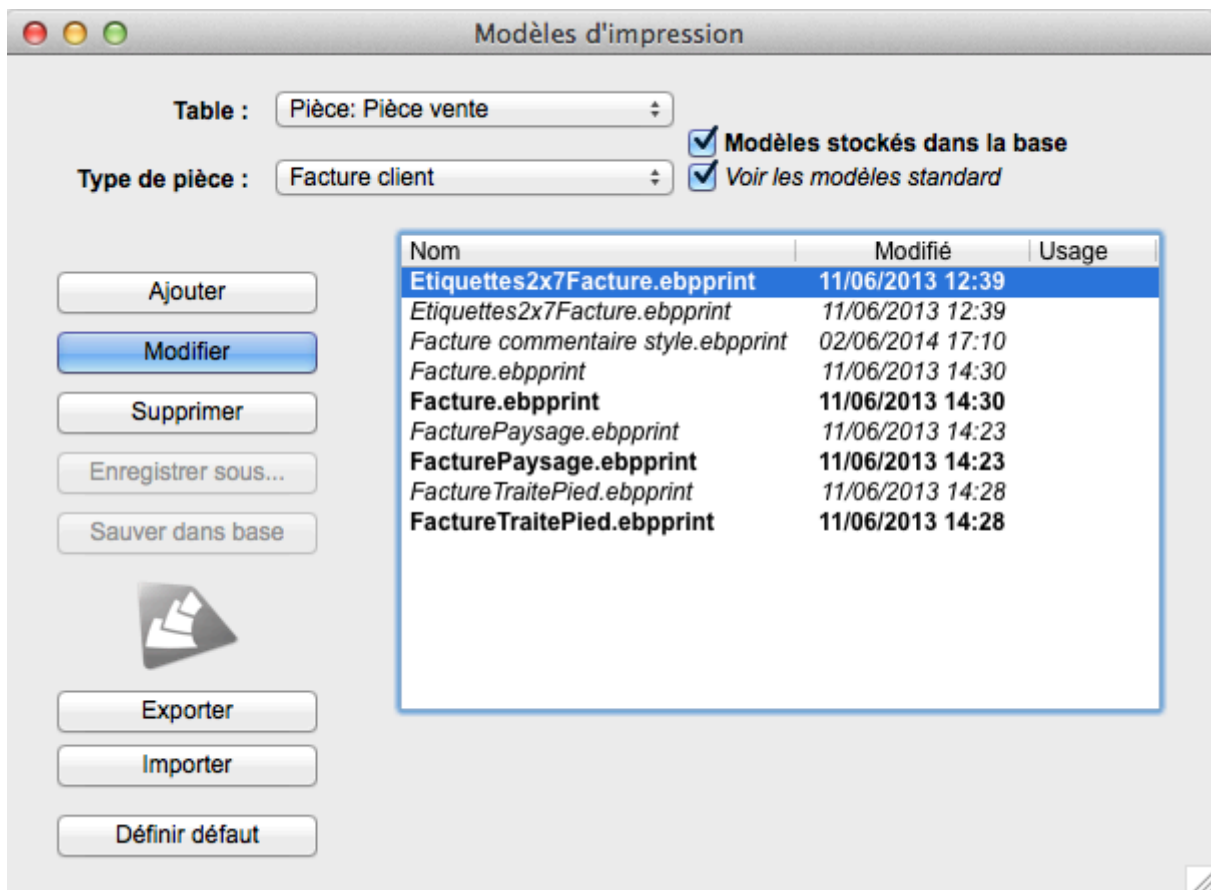 Modèles d'impression
Table : Pièce: Pièce vente
Modèles stockés dans la base
Type de pièce : Facture client
Voir les modèles standard
Nom Modifié Usage
Etiquettes2x7Facture.ebpprint 11/06/2013 12:39
Etiquettes2x7Facture.ebpprint 11/06/2013 12:39
Facture commentaire style.ebpprint 02/06/2014 17:10
Facture.ebpprint 11/06/2013 14:30
Facture.ebpprint 11/06/2013 14:30
FacturePaysage.ebpprint 11/06/2013 14:23
FacturePaysage.ebpprint 11/06/2013 14:23
FactureTraitePied.ebpprint 11/06/2013 14:28
FactureTraitePied.ebpprint 11/06/2013 14:28
Ajouter
Modifier
Supprimer
Enregistrer sous...
Sauver dans base
Exporter
Importer
Définir défaut